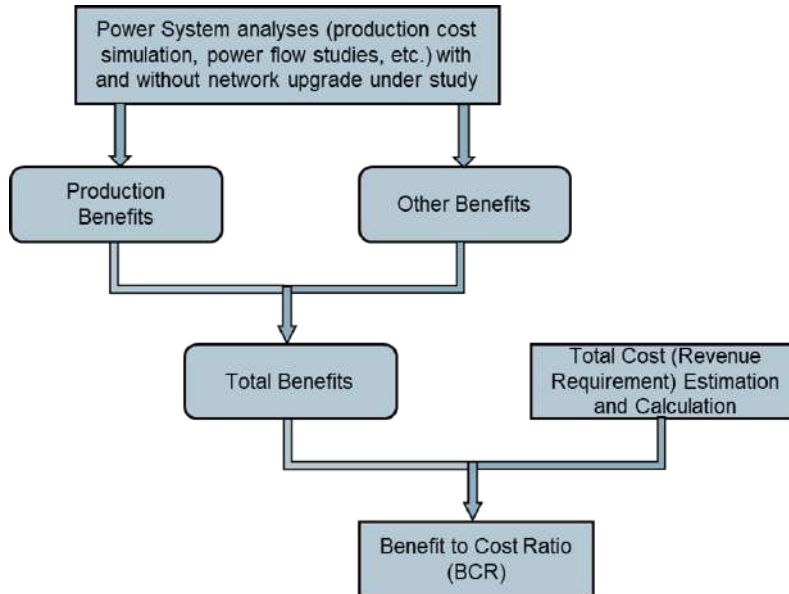 Power System analyses (production cost
simulation, power flow studies, etc.) with
and without network upgrade under study
Production
Benefits
Other Benefits
Total Benefits
Total Cost (Revenue
Requirement) Estimation
and Calculation
Benefit to Cost Ratio
(BCR)